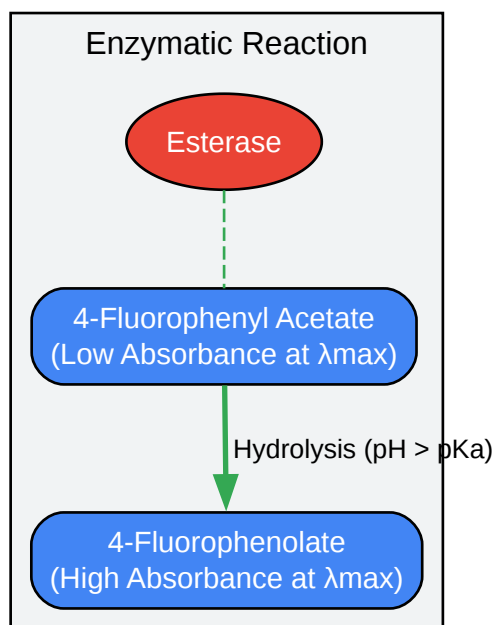 Enzymatic Reaction
Esterase
4-Fluorophenyl Acetate
(Low Absorbance at λmax)
Hydrolysis (pH > pKa)
4-Fluorophenolate
(High Absorbance at λmax)